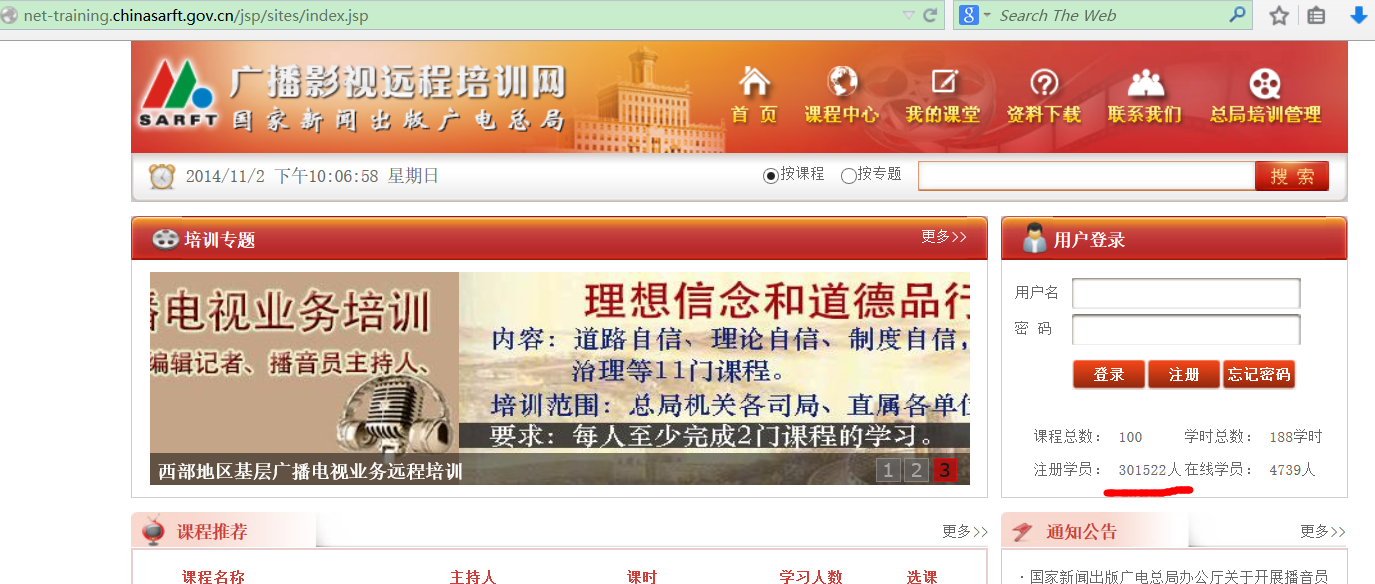 net-training.chinasarft.gov.cn/jsp/sites/index.jsp
8 Search The Web
SARFT
广播影视远程培训网
国家新闻出版广电总局
首 页 课程中心 我的课堂 资料下载 联系我们 总局培训管理
2014/11/2 下午10:06:58 星期日
按课程 按专题 搜 索
培训专题 更多>>
用户登录
播电视业务培训
编辑记者、播音员主持人、
理想信念和道德品行
内容：道路自信、理论自信、制度自信，
治理等11门课程。
培训范围：总局机关各司局、直属各单位
要求：每人至少完成2门课程的学习。
西部地区基层广播电视业务远程培训
1 2 3
用户名
密 码
登录 注册 忘记密码
课程总数： 100 学时总数： 188学时
注册学员： 301522人 在线学员： 4739人
课程推荐 更多>>
通知公告 更多>>
课程名称 主持人 课时 学习人数 选课
· 国家新闻出版广电总局办公厅关于开展播音员